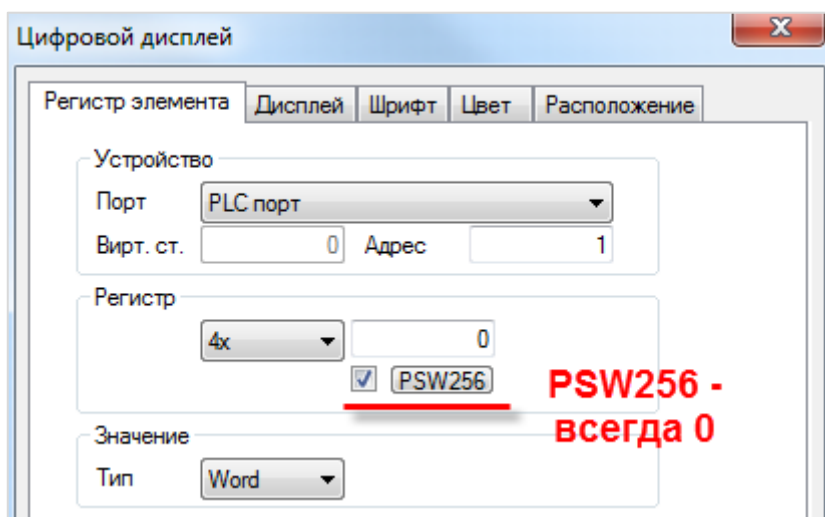 Цифровой дисплей
Регистр элемента Дисплей Шрифт Цвет Расположение
Устройство
Порт PLC порт
Вирт. ст. 0 Адрес 1
Регистр
4x 0
PSW256
PSW256 -
всегда 0
Значение
Тип Word